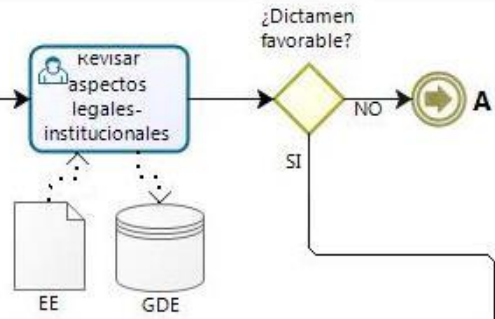 ¿Dictamen
favorable?
Revisar
aspectos
legales-
institucionales
NO
A
SI
EE
GDE